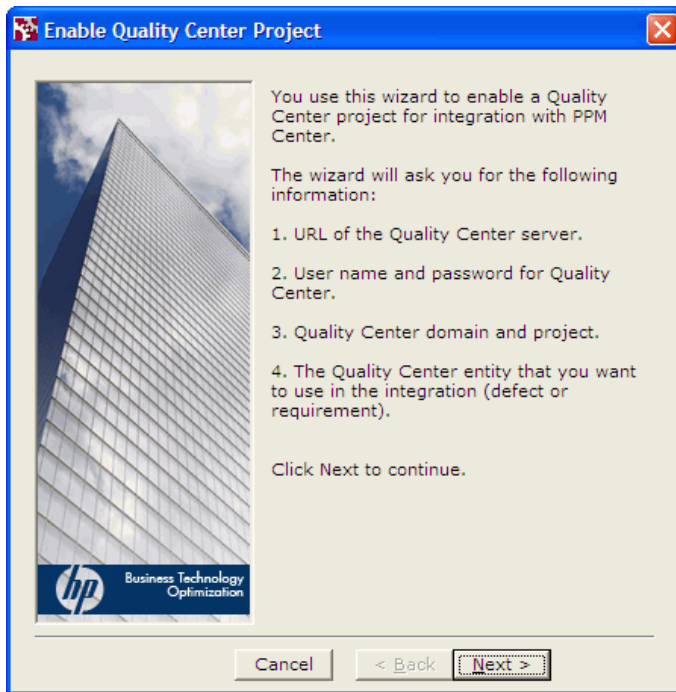 Enable Quality Center Project
You use this wizard to enable a Quality
Center project for integration with PPM
Center.
The wizard will ask you for the following
information:
1. URL of the Quality Center server.
2. User name and password for Quality
Center.
3. Quality Center domain and project.
4. The Quality Center entity that you want
to use in the integration (defect or
requirement).
Click Next to continue.
hp
Business Technology
Optimization
Cancel
< Back
Next >